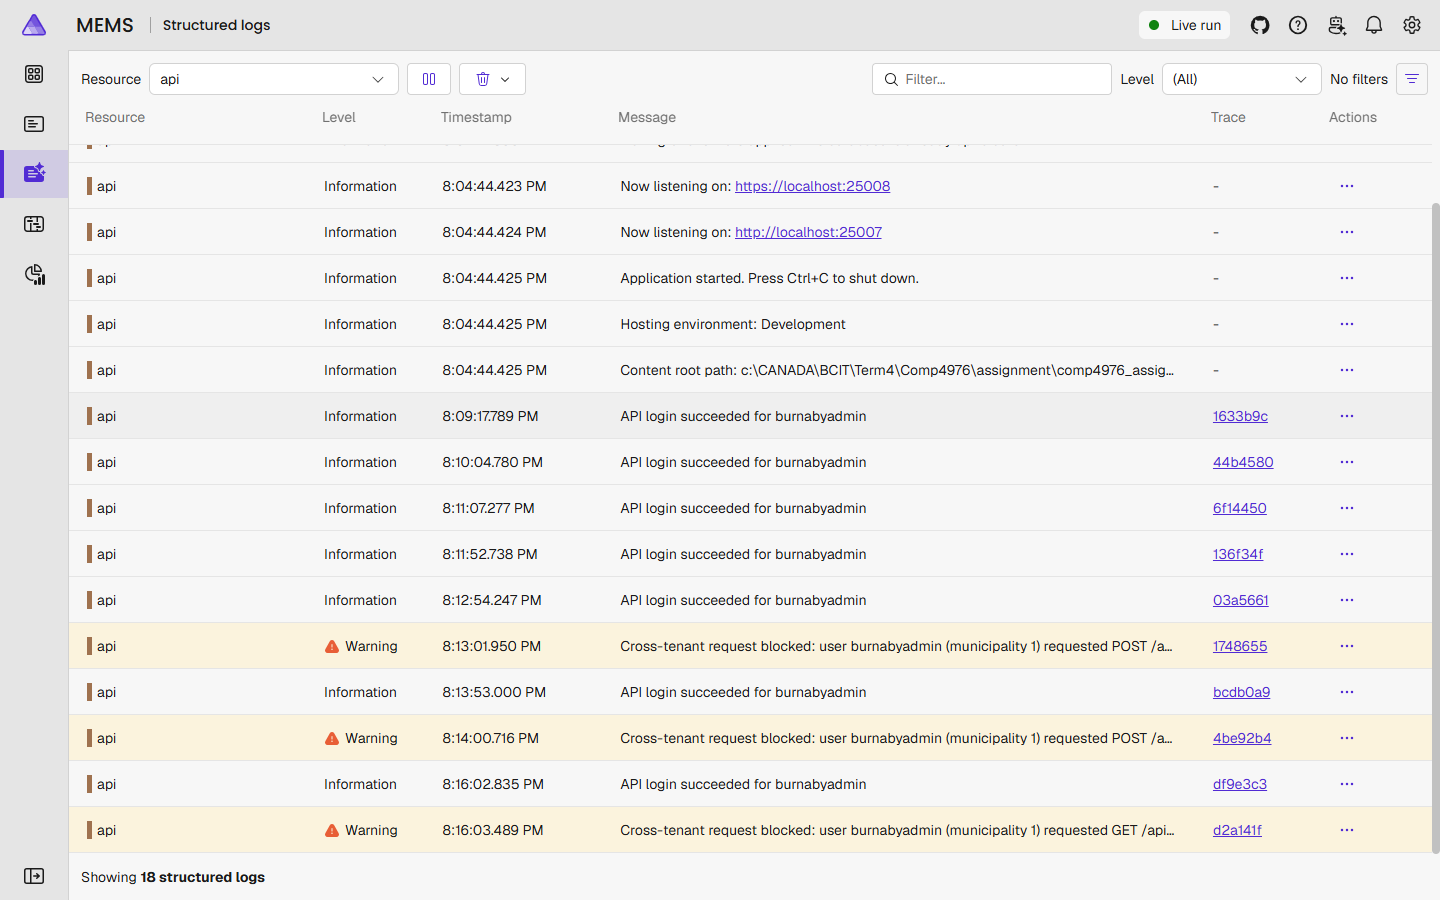 MEMS Structured logs Live run
Resource api Filter... Level (All) No filters
Resource Level Timestamp Message Trace Actions
api Information 8:04:44.423 PM Now listening on: https://localhost:25008 -
api Information 8:04:44.424 PM Now listening on: http://localhost:25007 -
api Information 8:04:44.425 PM Application started. Press Ctrl+C to shut down. -
api Information 8:04:44.425 PM Hosting environment: Development -
api Information 8:04:44.425 PM Content root path: c:\CANADA\BCIT\Term4\Comp4976\assignment\comp4976_assig... -
api Information 8:09:17.789 PM API login succeeded for burnabyadmin 1633b9c
api Information 8:10:04.780 PM API login succeeded for burnabyadmin 44b4580
api Information 8:11:07.277 PM API login succeeded for burnabyadmin 6f14450
api Information 8:11:52.738 PM API login succeeded for burnabyadmin 136f34f
api Information 8:12:54.247 PM API login succeeded for burnabyadmin 03a5661
api Warning 8:13:01.950 PM Cross-tenant request blocked: user burnabyadmin (municipality 1) requested POST /a... 1748655
api Information 8:13:53.000 PM API login succeeded for burnabyadmin bcdb0a9
api Warning 8:14:00.716 PM Cross-tenant request blocked: user burnabyadmin (municipality 1) requested POST /a... 4be92b4
api Information 8:16:02.835 PM API login succeeded for burnabyadmin df9e3c3
api Warning 8:16:03.489 PM Cross-tenant request blocked: user burnabyadmin (municipality 1) requested GET /api... d2a141f
Showing 18 structured logs